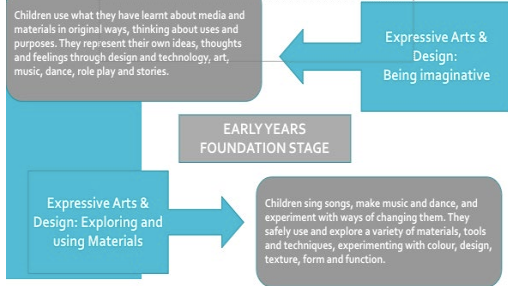 Children use what they have learnt about media and
materials in original ways, thinking about uses and
purposes. They represent their own ideas, thoughts
and feelings through design and technology, art,
music, dance, role play and stories.
Expressive Arts &
Design:
Being imaginative
EARLY YEARS
FOUNDATION STAGE
Expressive Arts &
Design: Exploring and
using Materials
Children sing songs, make music and dance, and
experiment with ways of changing them. They
safely use and explore a variety of materials, tools
and techniques, experimenting with colour, design,
texture, form and function.